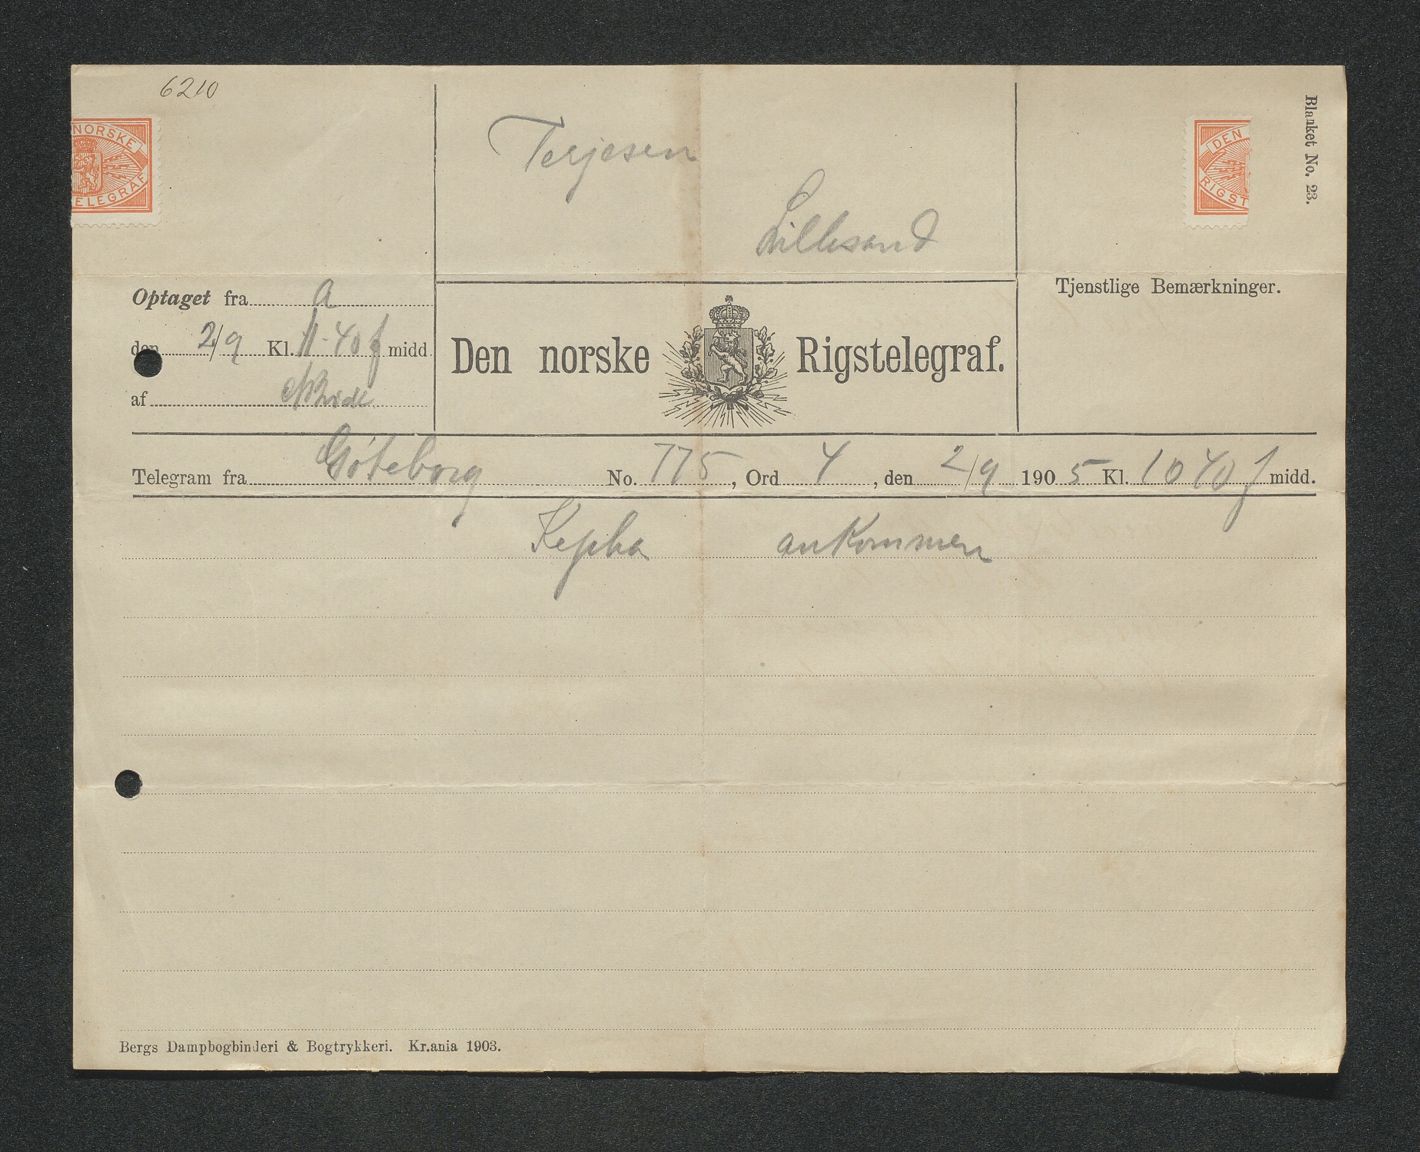 6210
NORSKE
TELEGRAF
Terjesen
Lillesand
DEN
RIGST
Blanket No. 23.
Optaget fra a
den 2/9 Kl. 11-40 f midd
af
Den norske Rigstelegraf.
Tjenstlige Bemærkninger.
Telegram fra Göteborg No. 775, Ord 4, den 2/9 1905 Kl. 10 40 f midd.
Kepha ankommen
Bergs Dampbogbinderi & Bogtrykkeri. Kr.ania 1903.